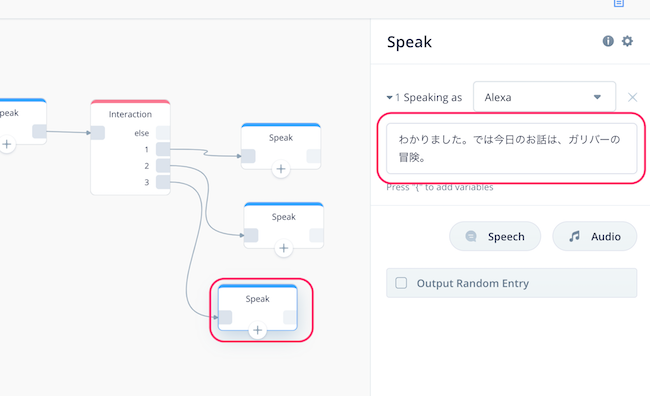 peak
Interaction
else
1
2
3
Speak
Speak
Speak
Speak
1 Speaking as
Alexa
わかりました。では今日のお話は、ガリバーの
冒険。
Press "{" to add variables
Speech
Audio
Output Random Entry